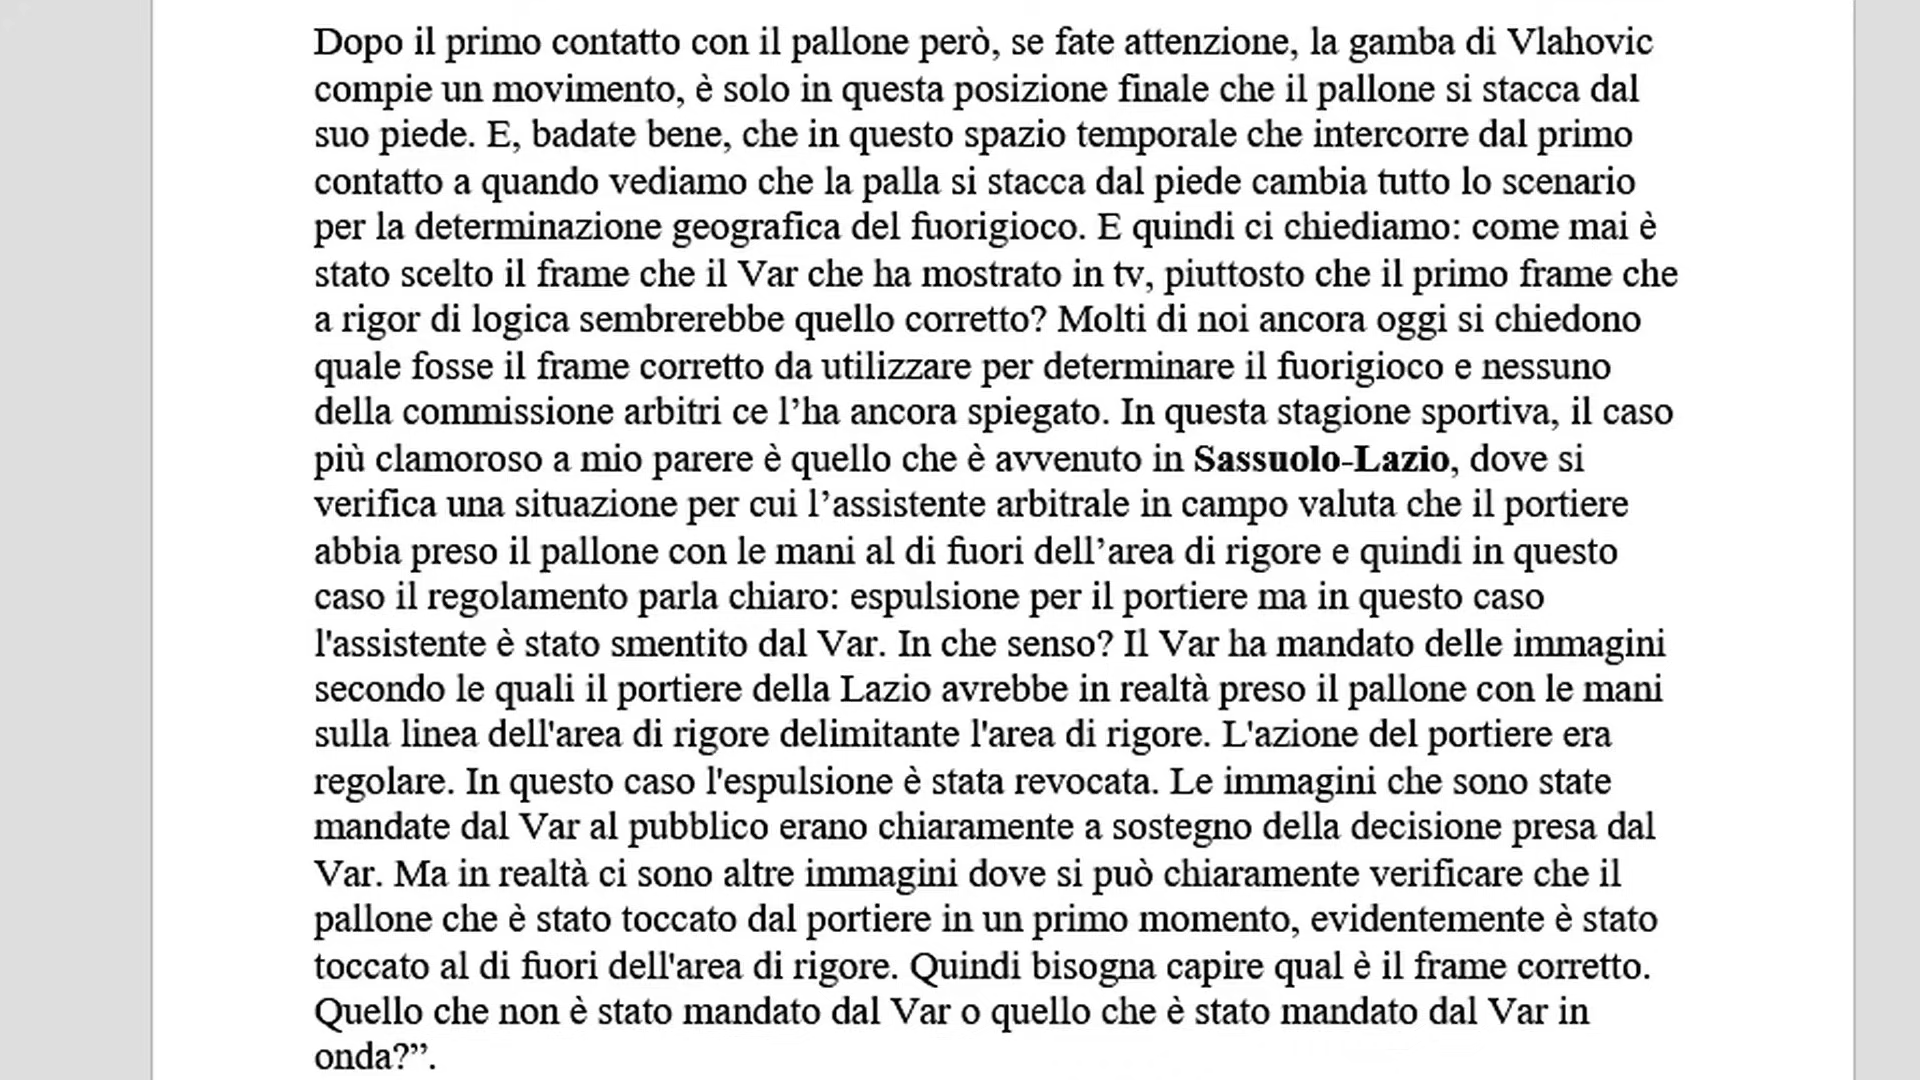 Dopo il primo contatto con il pallone però, se fate attenzione, la gamba di Vlahovic
compie un movimento, è solo in questa posizione finale che il pallone si stacca dal
suo piede. E, badate bene, che in questo spazio temporale che intercorre dal primo
contatto a quando vediamo che la palla si stacca dal piede cambia tutto lo scenario
per la determinazione geografica del fuorigioco. E quindi ci chiediamo: come mai è
stato scelto il frame che il Var che ha mostrato in tv, piuttosto che il primo frame che
a rigor di logica sembrerebbe quello corretto? Molti di noi ancora oggi si chiedono
quale fosse il frame corretto da utilizzare per determinare il fuorigioco e nessuno
della commissione arbitri ce l’ha ancora spiegato. In questa stagione sportiva, il caso
più clamoroso a mio parere è quello che è avvenuto in Sassuolo-Lazio, dove si
verifica una situazione per cui l’assistente arbitrale in campo valuta che il portiere
abbia preso il pallone con le mani al di fuori dell’area di rigore e quindi in questo
caso il regolamento parla chiaro: espulsione per il portiere ma in questo caso
l'assistente è stato smentito dal Var. In che senso? Il Var ha mandato delle immagini
secondo le quali il portiere della Lazio avrebbe in realtà preso il pallone con le mani
sulla linea dell'area di rigore delimitante l'area di rigore. L'azione del portiere era
regolare. In questo caso l'espulsione è stata revocata. Le immagini che sono state
mandate dal Var al pubblico erano chiaramente a sostegno della decisione presa dal
Var. Ma in realtà ci sono altre immagini dove si può chiaramente verificare che il
pallone che è stato toccato dal portiere in un primo momento, evidentemente è stato
toccato al di fuori dell'area di rigore. Quindi bisogna capire qual è il frame corretto.
Quello che non è stato mandato dal Var o quello che è stato mandato dal Var in
onda?”.